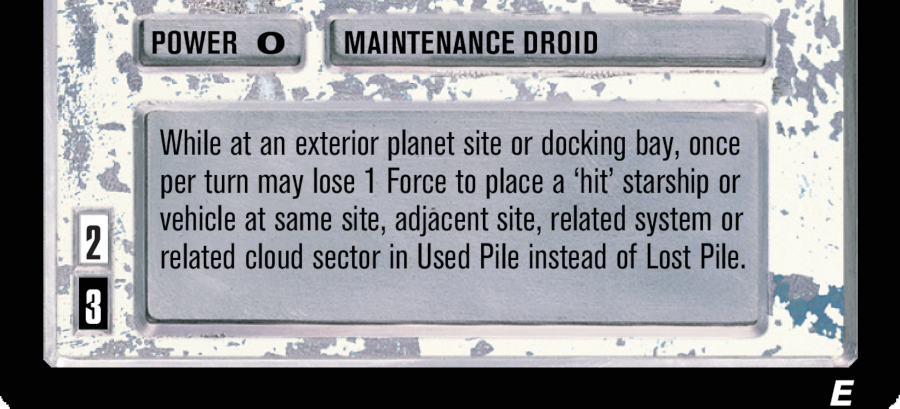 POWER 0 MAINTENANCE DROID
While at an exterior planet site or docking bay, once
per turn may lose 1 Force to place a ‘hit’ starship or
vehicle at same site, adjacent site, related system or
related cloud sector in Used Pile instead of Lost Pile.
2
3
E